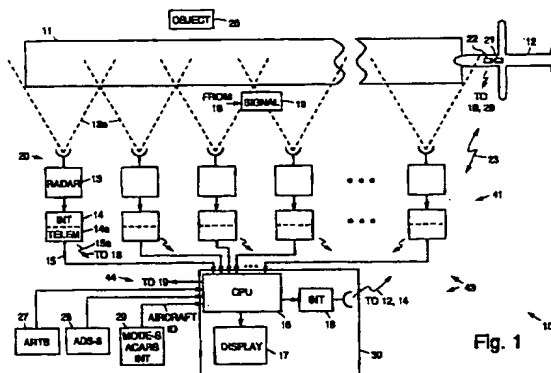 OBJECT 26
11
22 21 12
TO 18, 29
FROM 16
SIGNAL 19
13a
20
23
RADAR 13
41
INT 14
TELEM 14a
15a
TO 18
15
44
TO 19
43
CPU
INT
TO 12, 14
AIRCRAFT ID
16
18
Fig. 1
27
28
29
ARTS
ADS-B
MODE-S ACARS INT
DISPLAY
17
30
10